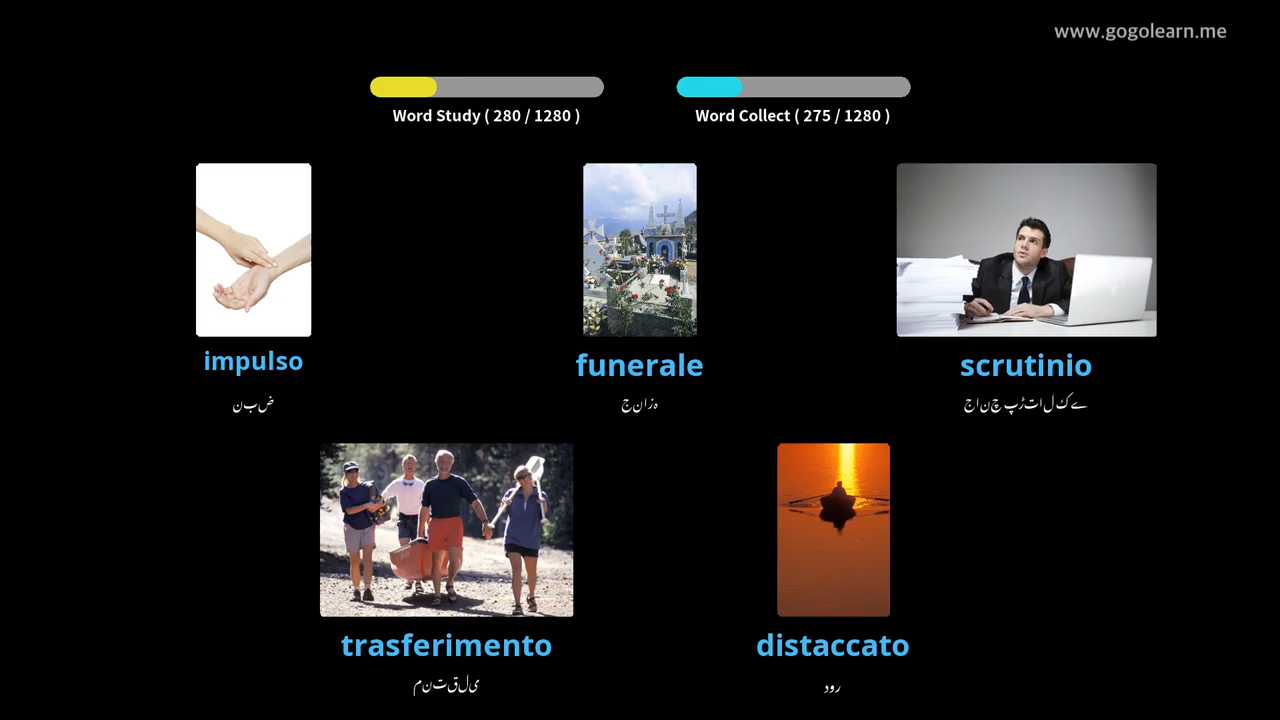 www.gogolearn.me
Word Study ( 280 / 1280 )
Word Collect ( 275 / 1280 )
impulso
funerale
scrutinio
نبض
جنازہ
جانچ پڑتال کے
trasferimento
distaccato
منتقلی
دور